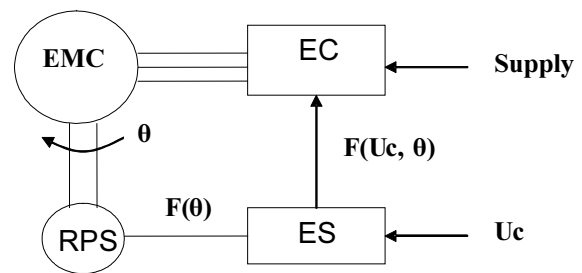 EMC
EC
Supply
θ
F(Uc, θ)
F(θ)
RPS
ES
Uc